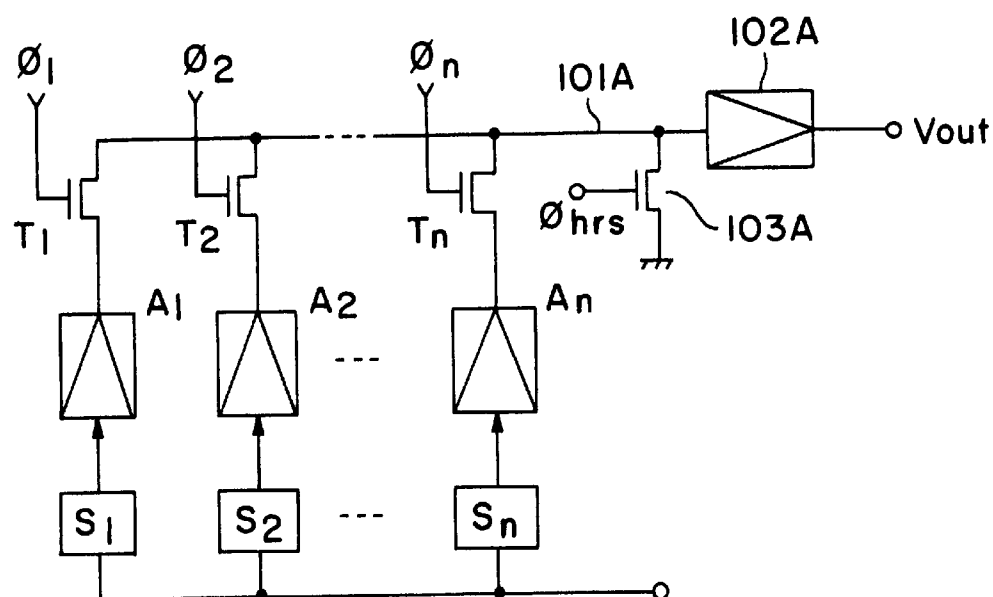 102A
Ø1 Ø2 Øn 101A
Vout
Øhrs
T1 T2 Tn 103A
A1 A2 An
S1 S2 Sn